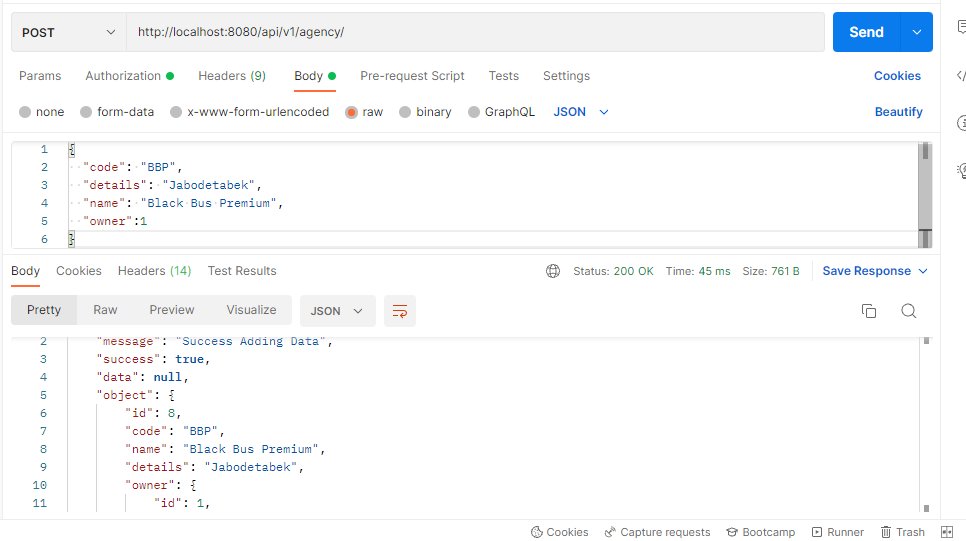 POST http://localhost:8080/api/v1/agency/ Send
Params Authorization Headers (9) Body Pre-request Script Tests Settings Cookies
none form-data x-www-form-urlencoded raw binary GraphQL JSON Beautify
1 {
2 "code": "BBP",
3 "details": "Jabodetabek",
4 "name": "Black Bus Premium",
5 "owner":1
6 }
Body Cookies Headers (14) Test Results Status: 200 OK Time: 45 ms Size: 761 B Save Response
Pretty Raw Preview Visualize JSON
2 "message": "Success Adding Data",
3 "success": true,
4 "data": null,
5 "object": {
6 "id": 8,
7 "code": "BBP",
8 "name": "Black Bus Premium",
9 "details": "Jabodetabek",
10 "owner": {
11 "id": 1,
Cookies Capture requests Bootcamp Runner Trash